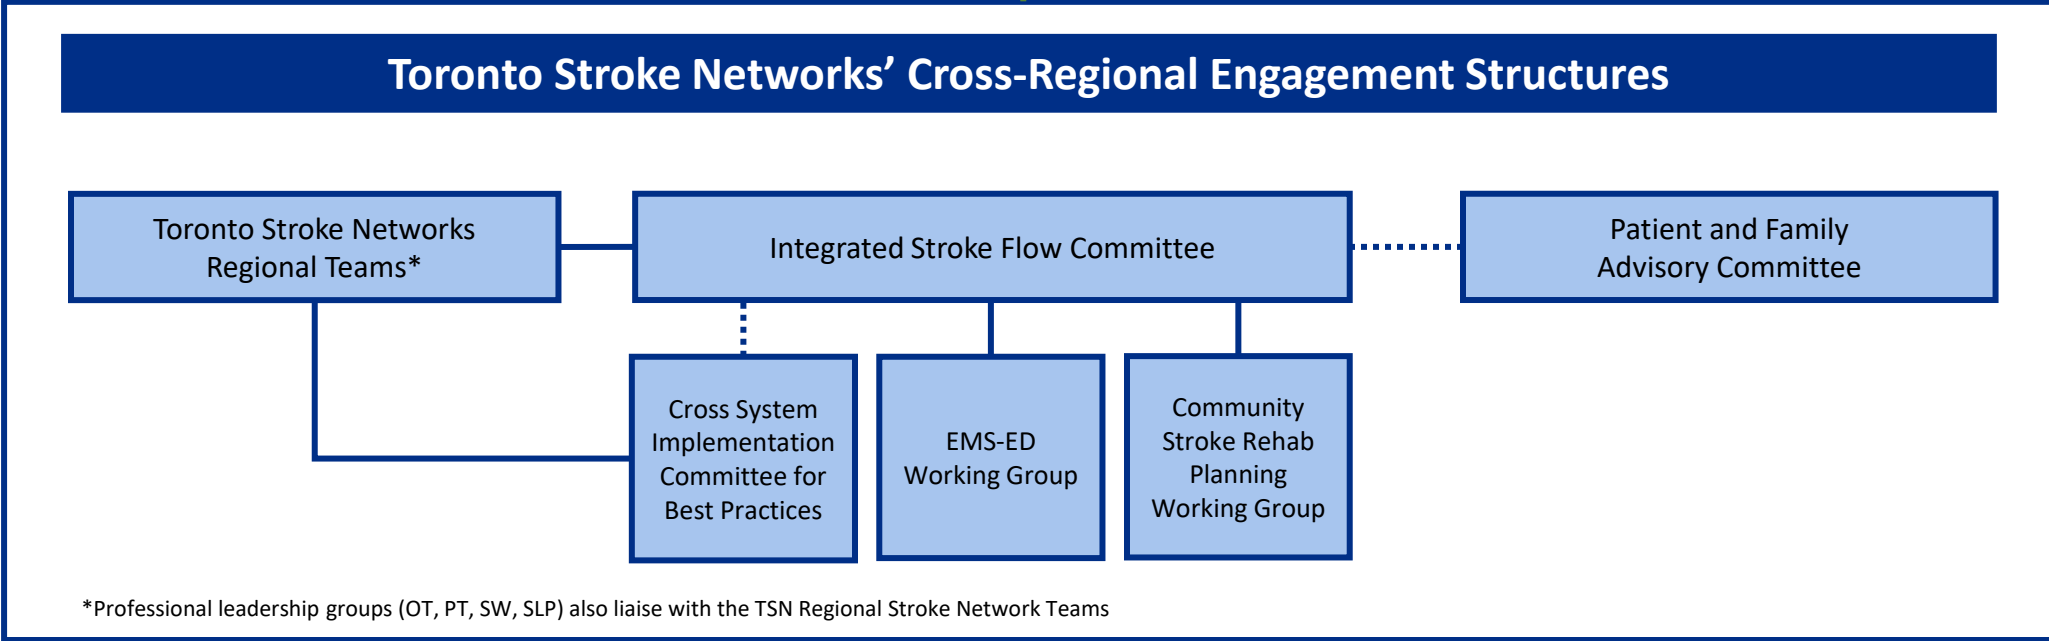 Toronto Stroke Networks’ Cross-Regional Engagement Structures
Toronto Stroke Networks
Regional Teams*
Integrated Stroke Flow Committee
Patient and Family
Advisory Committee
Cross System
Implementation
Committee for
Best Practices
EMS-ED
Working Group
Community
Stroke Rehab
Planning
Working Group
*Professional leadership groups (OT, PT, SW, SLP) also liaise with the TSN Regional Stroke Network Teams